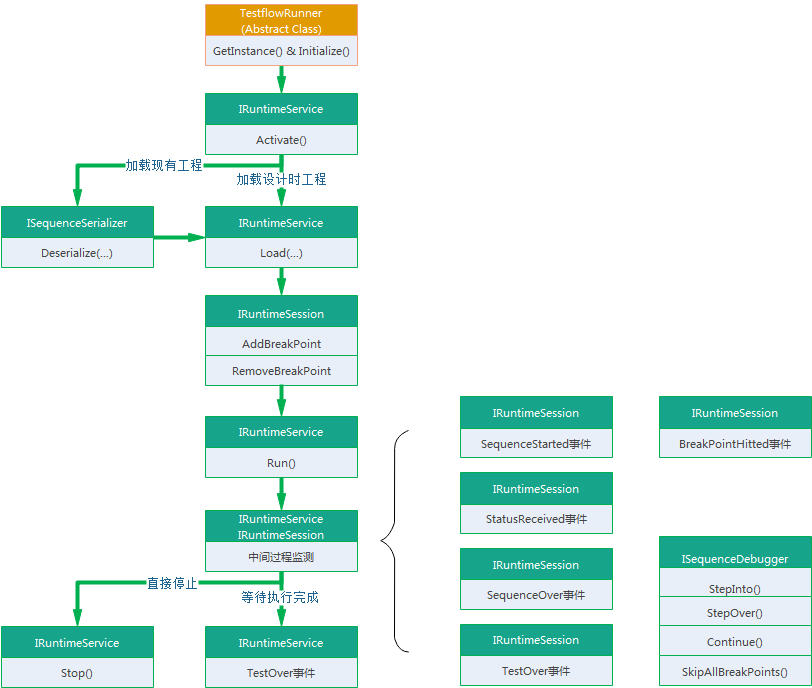 TestflowRunner
(Abstract Class)
GetInstance() & Initialize()
IRuntimeService
Activate()
加载现有工程
加载设计时工程
ISequenceSerializer
Deserialize(...)
IRuntimeService
Load(...)
IRuntimeSession
AddBreakPoint
RemoveBreakPoint
IRuntimeService
Run()
IRuntimeService
IRuntimeSession
中间过程监测
直接停止
等待执行完成
IRuntimeService
Stop()
IRuntimeService
TestOver事件
IRuntimeSession
SequenceStarted事件
IRuntimeSession
StatusReceived事件
IRuntimeSession
SequenceOver事件
IRuntimeSession
TestOver事件
IRuntimeSession
BreakPointHitted事件
ISequenceDebugger
StepInto()
StepOver()
Continue()
SkipAllBreakPoints()